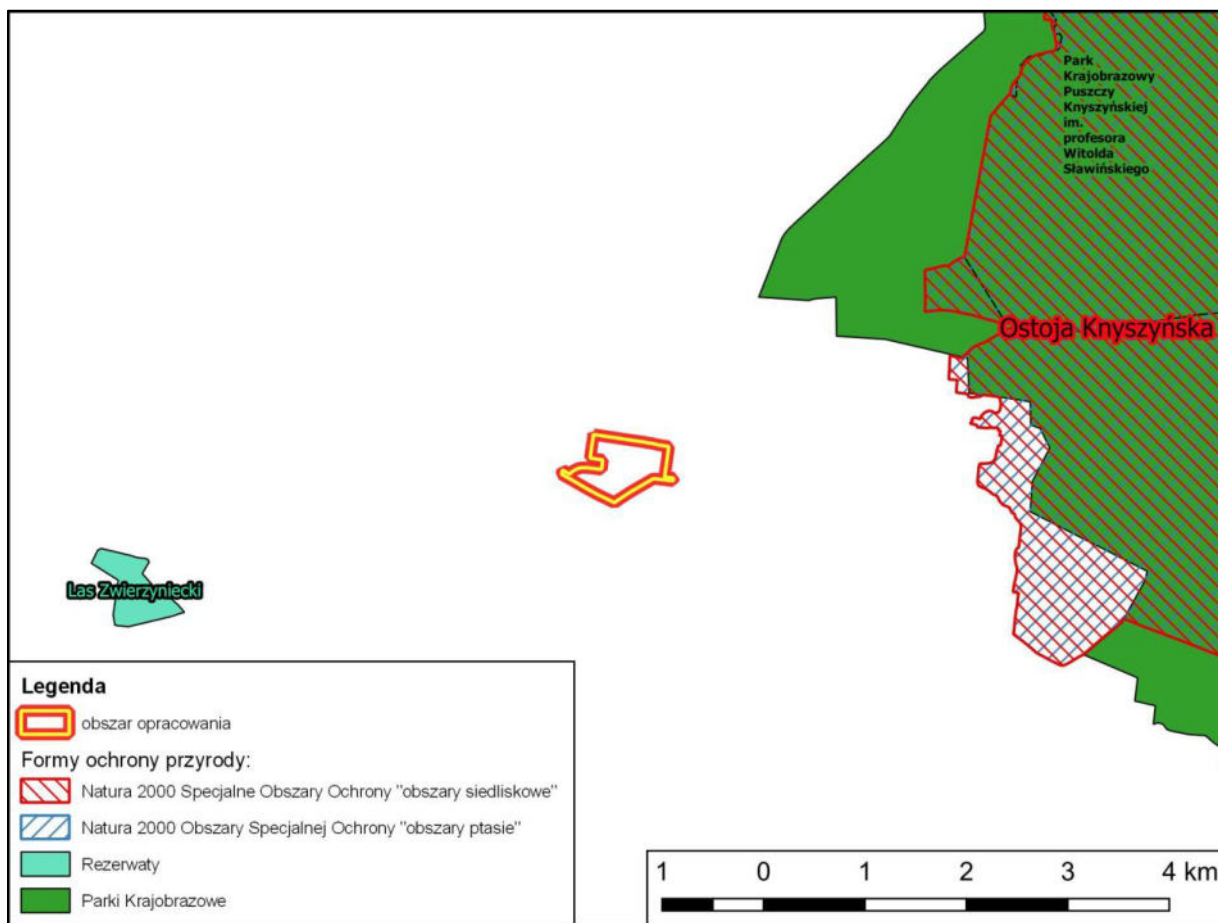 Park
Krajobrazowy
Puszczy
Knyszyńskiej
im.
profesora
Witolda
Sławińskiego
Ostoja Knyszyńska
Las Zwierzyniecki
Legenda
obszar opracowania
Formy ochrony przyrody:
Natura 2000 Specjalne Obszary Ochrony "obszary siedliskowe"
Natura 2000 Obszary Specjalnej Ochrony "obszary ptasie"
Rezerwaty
Parki Krajobrazowe
1 0 1 2 3 4 km